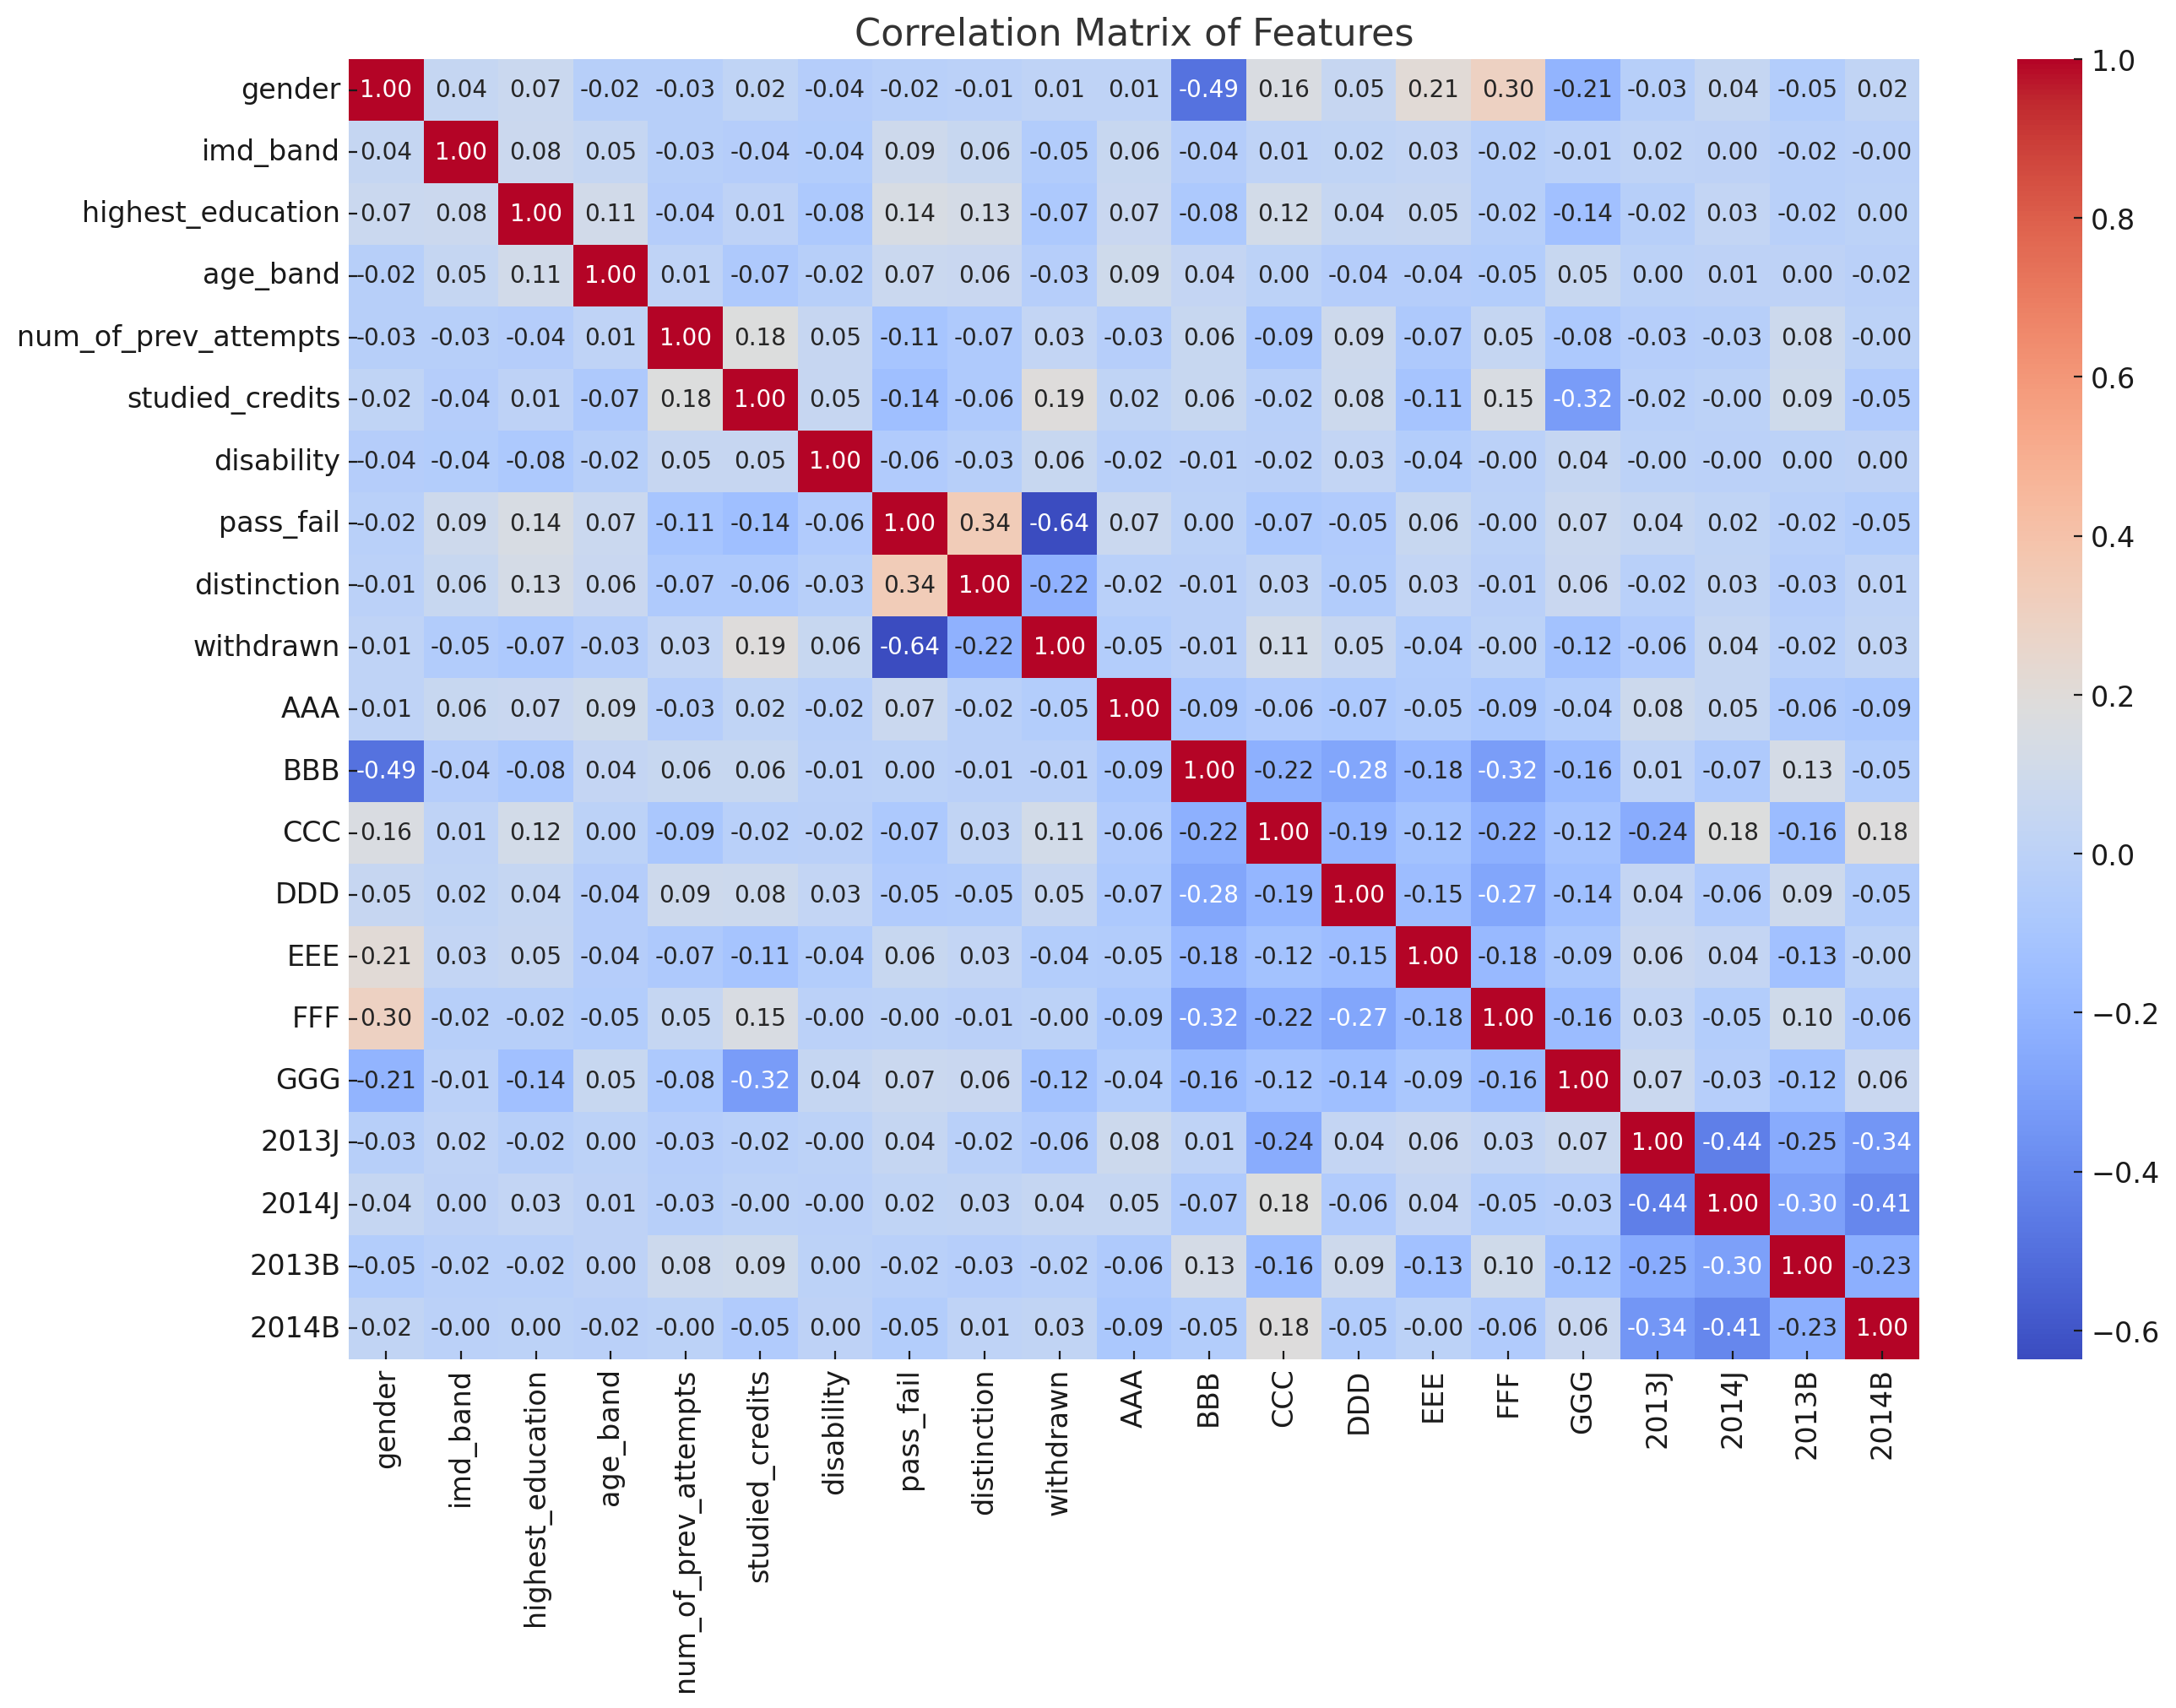 Correlation Matrix of Features
gender 1.00 0.04 0.07 -0.02 -0.03 0.02 -0.04 -0.02 -0.01 0.01 0.01 -0.49 0.16 0.05 0.21 0.30 -0.21 -0.03 0.04 -0.05 0.02
imd_band 0.04 1.00 0.08 0.05 -0.03 -0.04 -0.04 0.09 0.06 -0.05 0.06 -0.04 0.01 0.02 0.03 -0.02 -0.01 0.02 0.00 -0.02 -0.00
highest_education 0.07 0.08 1.00 0.11 -0.04 0.01 -0.08 0.14 0.13 -0.07 0.07 -0.08 0.12 0.04 0.05 -0.02 -0.14 -0.02 0.03 -0.02 0.00
age_band -0.02 0.05 0.11 1.00 0.01 -0.07 -0.02 0.07 0.06 -0.03 0.09 0.04 0.00 -0.04 -0.04 -0.05 0.05 0.00 0.01 0.00 -0.02
num_of_prev_attempts -0.03 -0.03 -0.04 0.01 1.00 0.18 0.05 -0.11 -0.07 0.03 -0.03 0.06 -0.09 0.09 -0.07 0.05 -0.08 -0.03 -0.03 0.08 -0.00
studied_credits 0.02 -0.04 0.01 -0.07 0.18 1.00 0.05 -0.14 -0.06 0.19 0.02 0.06 -0.02 0.08 -0.11 0.15 -0.32 -0.02 -0.00 0.09 -0.05
disability -0.04 -0.04 -0.08 -0.02 0.05 0.05 1.00 -0.06 -0.03 0.06 -0.02 -0.01 -0.02 0.03 -0.04 -0.00 0.04 -0.00 -0.00 0.00 0.00
pass_fail -0.02 0.09 0.14 0.07 -0.11 -0.14 -0.06 1.00 0.34 -0.64 0.07 0.00 -0.07 -0.05 0.06 -0.00 0.07 0.04 0.02 -0.02 -0.05
distinction -0.01 0.06 0.13 0.06 -0.07 -0.06 -0.03 0.34 1.00 -0.22 -0.02 -0.01 0.03 -0.05 0.03 -0.01 0.06 -0.02 0.03 -0.03 0.01
withdrawn 0.01 -0.05 -0.07 -0.03 0.03 0.19 0.06 -0.64 -0.22 1.00 -0.05 -0.01 0.11 0.05 -0.04 -0.00 -0.12 -0.06 0.04 -0.02 0.03
AAA 0.01 0.06 0.07 0.09 -0.03 0.02 -0.02 0.07 -0.02 -0.05 1.00 -0.09 -0.06 -0.07 -0.05 -0.09 -0.04 0.08 0.05 -0.06 -0.09
BBB -0.49 -0.04 -0.08 0.04 0.06 0.06 -0.01 0.00 -0.01 -0.01 -0.09 1.00 -0.22 -0.28 -0.18 -0.32 -0.16 0.01 -0.07 0.13 -0.05
CCC 0.16 0.01 0.12 0.00 -0.09 -0.02 -0.02 -0.07 0.03 0.11 -0.06 -0.22 1.00 -0.19 -0.12 -0.22 -0.12 -0.24 0.18 -0.16 0.18
DDD 0.05 0.02 0.04 -0.04 0.09 0.08 0.03 -0.05 -0.05 0.05 -0.07 -0.28 -0.19 1.00 -0.15 -0.27 -0.14 0.04 -0.06 0.09 -0.05
EEE 0.21 0.03 0.05 -0.04 -0.07 -0.11 -0.04 0.06 0.03 -0.04 -0.05 -0.18 -0.12 -0.15 1.00 -0.18 -0.09 0.06 0.04 -0.13 -0.00
FFF 0.30 -0.02 -0.02 -0.05 0.05 0.15 -0.00 -0.00 -0.01 -0.00 -0.09 -0.32 -0.22 -0.27 -0.18 1.00 -0.16 0.03 -0.05 0.10 -0.06
GGG -0.21 -0.01 -0.14 0.05 -0.08 -0.32 0.04 0.07 0.06 -0.12 -0.04 -0.16 -0.12 -0.14 -0.09 -0.16 1.00 0.07 -0.03 -0.12 0.06
2013J -0.03 0.02 -0.02 0.00 -0.03 -0.02 -0.00 0.04 -0.02 -0.06 0.08 0.01 -0.24 0.04 0.06 0.03 0.07 1.00 -0.44 -0.25 -0.34
2014J 0.04 0.00 0.03 0.01 -0.03 -0.00 -0.00 0.02 0.03 0.04 0.05 -0.07 0.18 -0.06 0.04 -0.05 -0.03 -0.44 1.00 -0.30 -0.41
2013B -0.05 -0.02 -0.02 0.00 0.08 0.09 0.00 -0.02 -0.03 -0.02 -0.06 0.13 -0.16 0.09 -0.13 0.10 -0.12 -0.25 -0.30 1.00 -0.23
2014B 0.02 -0.00 0.00 -0.02 -0.00 -0.05 0.00 -0.05 0.01 0.03 -0.09 -0.05 0.18 -0.05 -0.00 -0.06 0.06 -0.34 -0.41 -0.23 1.00
gender
imd_band
highest_education
age_band
num_of_prev_attempts
studied_credits
disability
pass_fail
distinction
withdrawn
AAA
BBB
CCC
DDD
EEE
FFF
GGG
2013J
2014J
2013B
2014B
1.0
0.8
0.6
0.4
0.2
0.0
−0.2
−0.4
−0.6